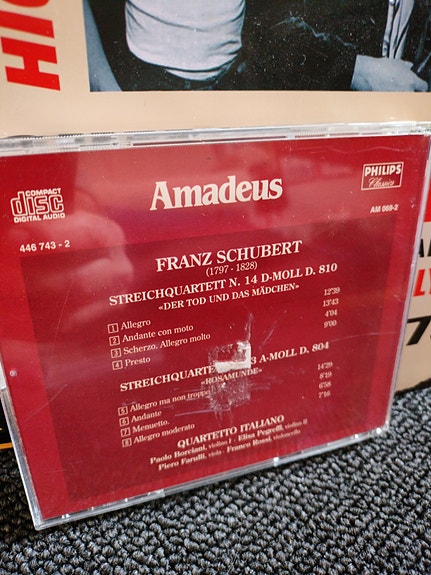 HIG
COMPACT
disc
DIGITAL AUDIO
Amadeus
PHILIPS
Classics
446 743 - 2
AM 069-2
FRANZ SCHUBERT
(1797 - 1828)
STREICHQUARTETT N. 14 D-MOLL D. 810
«DER TOD UND DAS MÄDCHEN»
1 Allegro 12'39
2 Andante con moto 13'43
3 Scherzo. Allegro molto 4'04
4 Presto 9'00
STREICHQUARTE 3 A-MOLL D. 804
«ROSAMUNDE»
5 Allegro ma non troppo 14'29
6 Andante 8'19
7 Menuetto. 6'58
8 Allegro moderato 7'16
QUARTETTO ITALIANO
Paolo Borciani, violino I - Elisa Pegreffi, violino II
Piero Farulli, viola - Franco Rossi, violoncello